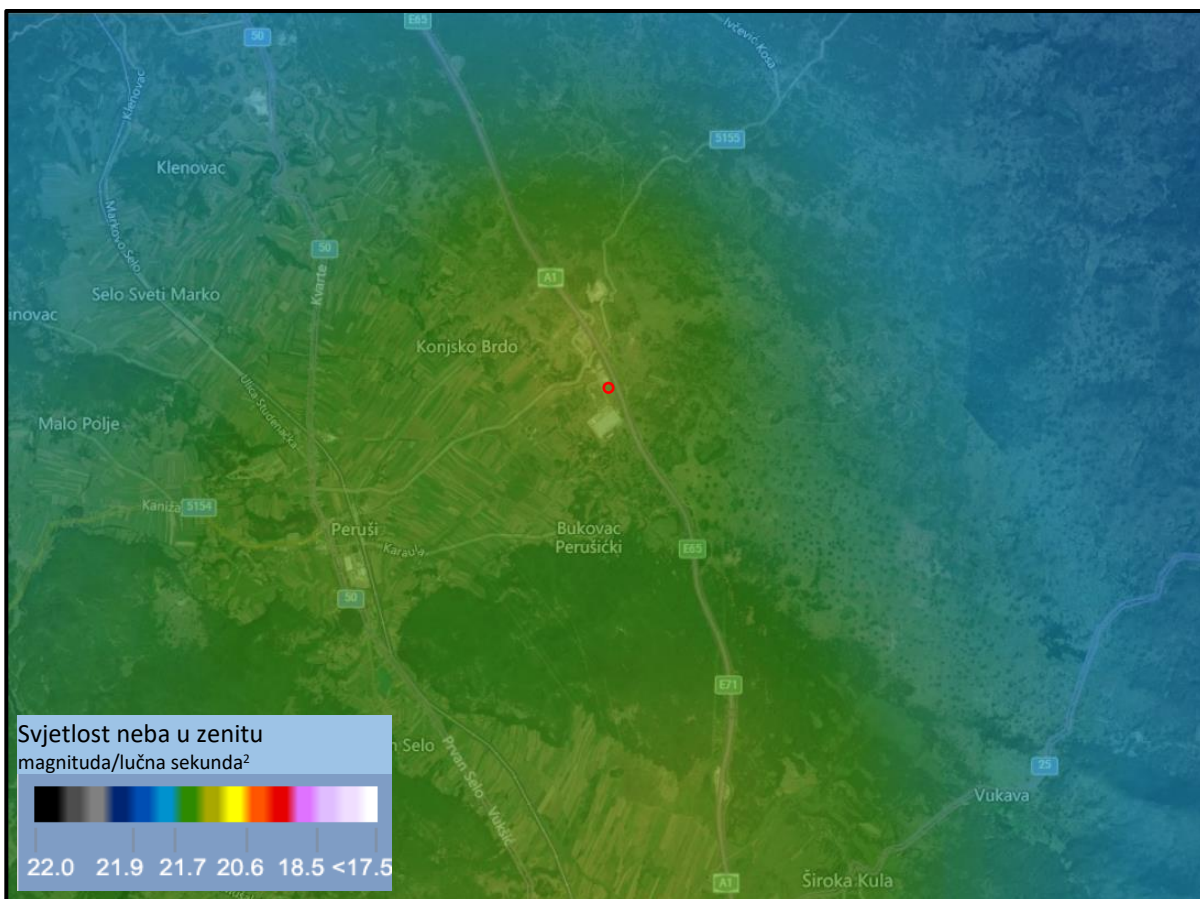 E65
50
Ivčević Kosa
Klenovac
5155
Klenovac
Markovo Selo
50
Kvarte
A1
Selo Sveti Marko
inovac
Konjsko Brdo
Ulica Studenačka
Malo Polje
Kaniža
5154
Peruši
Karaula
Bukovac
Perušićki
E65
50
E71
n Selo
Prvan Selo - Vukšić
25
Vukava
A1
Široka Kula
Svjetlost neba u zenitu
magnituda/lučna sekunda²
22.0 21.9 21.7 20.6 18.5 <17.5